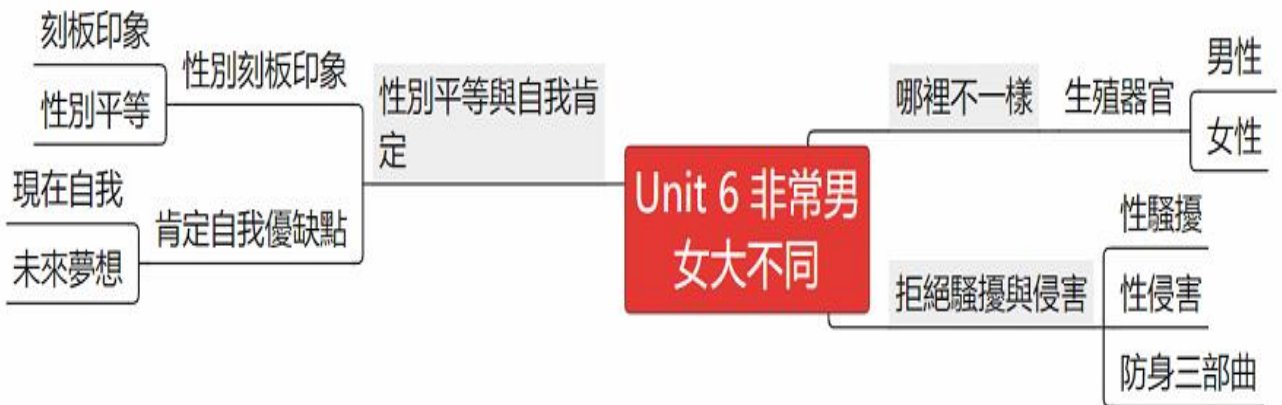 Unit 6 非常男
女大不同
哪裡不一樣
生殖器官
男性
女性
拒絕騷擾與侵害
性騷擾
性侵害
防身三部曲
性別平等與自我肯
定
性別刻板印象
刻板印象
性別平等
肯定自我優缺點
現在自我
未來夢想